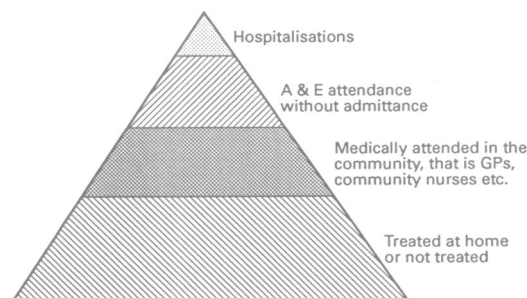 Hospitalisations
A & E attendance
without admittance
Medically attended in the
community, that is GPs,
community nurses etc.
Treated at home
or not treated